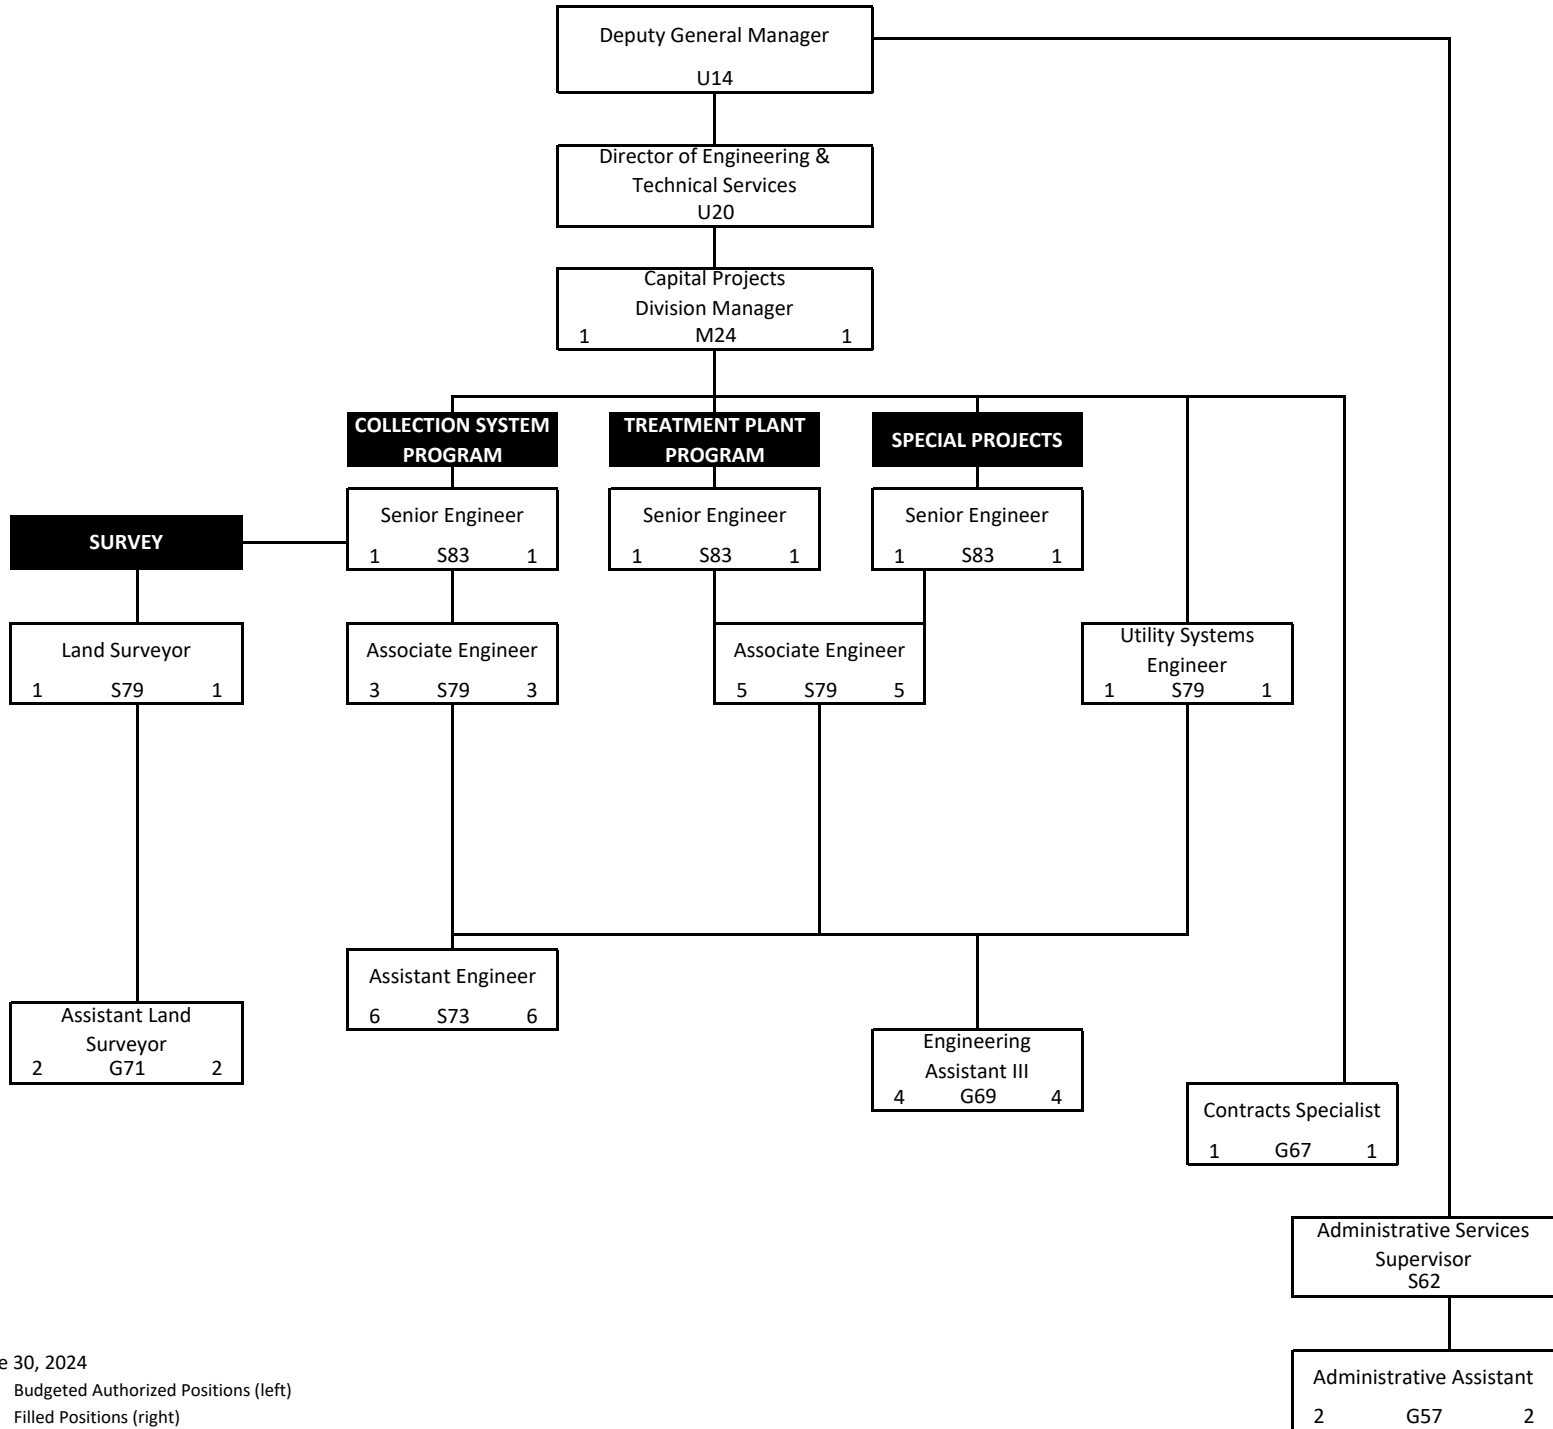 Deputy General Manager
U14
Director of Engineering &
Technical Services
U20
Capital Projects
Division Manager
1 M24 1
COLLECTION SYSTEM
PROGRAM
TREATMENT PLANT
PROGRAM
SPECIAL PROJECTS
Senior Engineer
1 S83 1
Senior Engineer
1 S83 1
Senior Engineer
1 S83 1
SURVEY
Land Surveyor
1 S79 1
Associate Engineer
3 S79 3
Associate Engineer
5 S79 5
Utility Systems
Engineer
1 S79 1
Assistant Engineer
6 S73 6
Assistant Land
Surveyor
2 G71 2
Engineering
Assistant III
4 G69 4
Contracts Specialist
1 G67 1
Administrative Services
Supervisor
S62
Administrative Assistant
2 G57 2
e 30, 2024
Budgeted Authorized Positions (left)
Filled Positions (right)